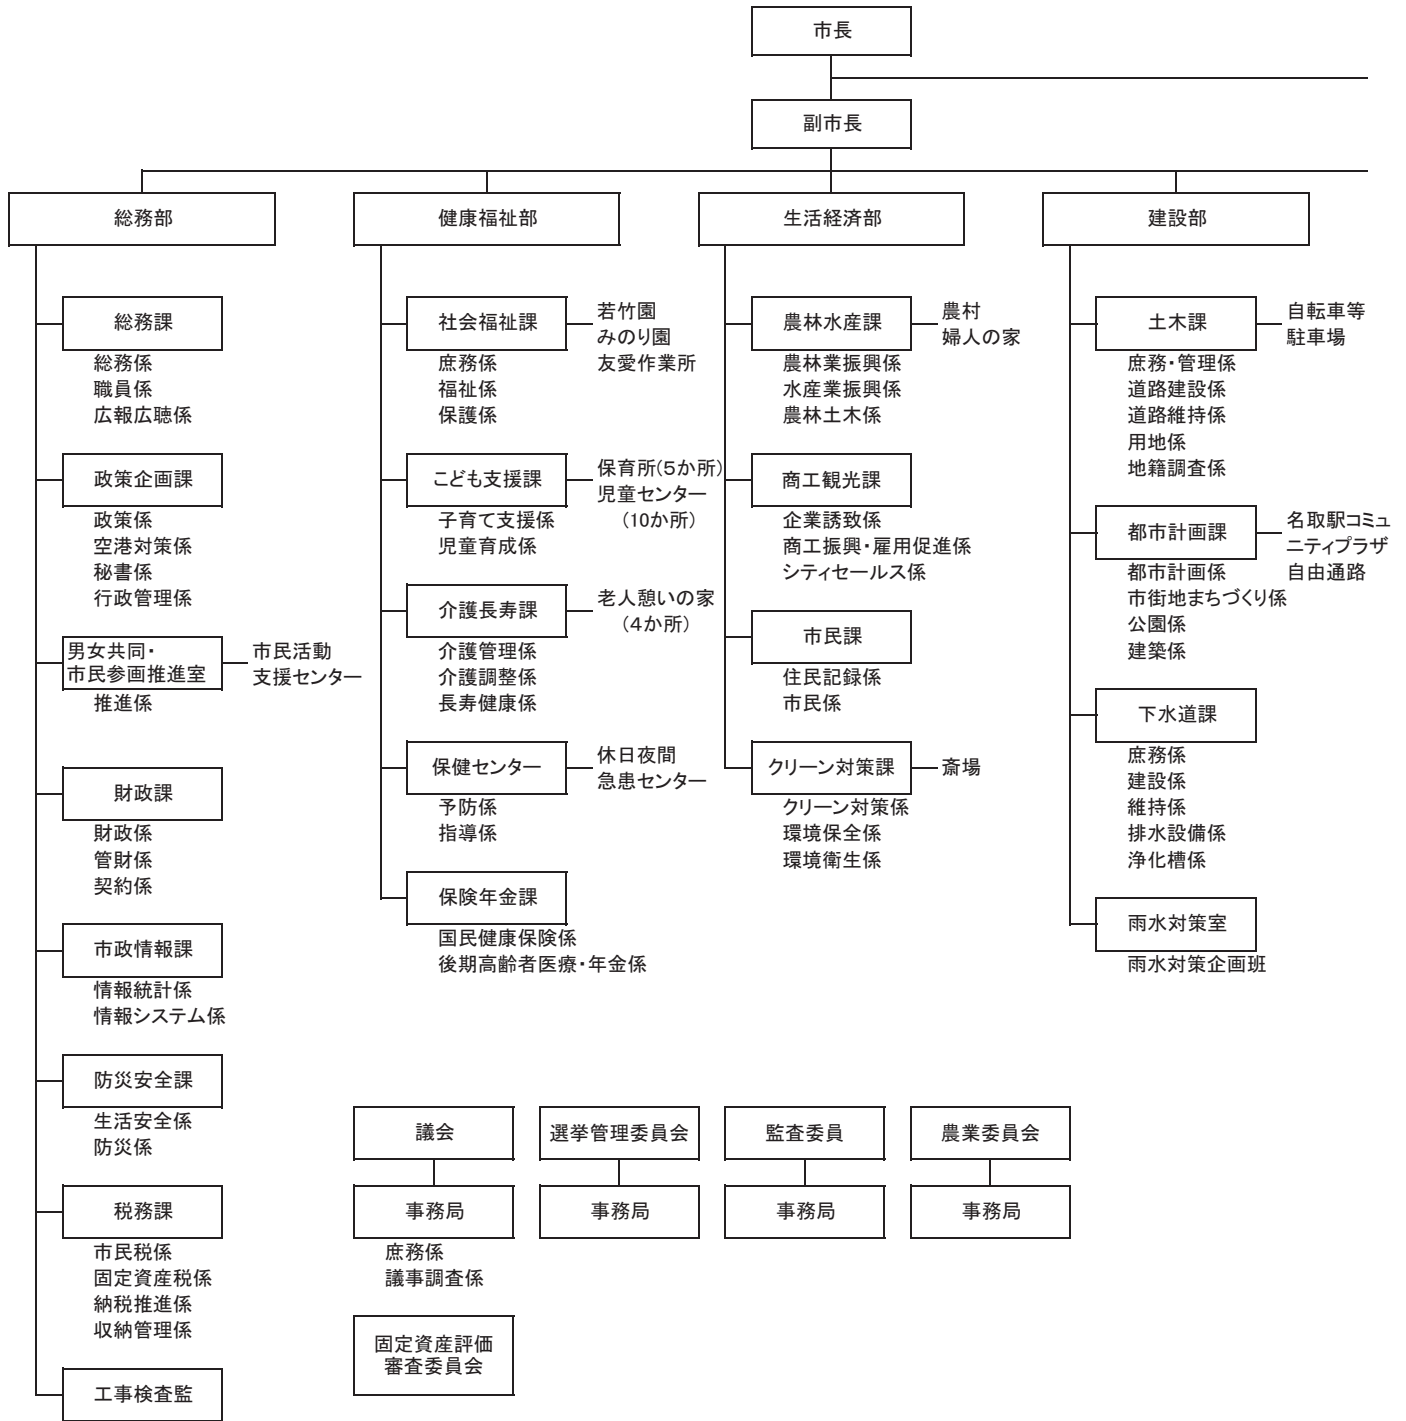 市長
副市長
総務部
総務課
総務係
職員係
広報広聴係
政策企画課
政策係
空港対策係
秘書係
行政管理係
男女共同・
市民参画推進室
推進係
市民活動
支援センター
財政課
財政係
管財係
契約係
市政情報課
情報統計係
情報システム係
防災安全課
生活安全係
防災係
税務課
市民税係
固定資産税係
納税推進係
収納管理係
工事検査監
健康福祉部
社会福祉課
庶務係
福祉係
保護係
若竹園
みのり園
友愛作業所
こども支援課
子育て支援係
児童育成係
保育所(5か所)
児童センター
(10か所)
介護長寿課
介護管理係
介護調整係
長寿健康係
老人憩いの家
(4か所)
保健センター
予防係
指導係
休日夜間
急患センター
保険年金課
国民健康保険係
後期高齢者医療・年金係
生活経済部
農林水産課
農林業振興係
水産業振興係
農林土木係
農村
婦人の家
商工観光課
企業誘致係
商工振興・雇用促進係
シティセールス係
市民課
住民記録係
市民係
クリーン対策課
クリーン対策係
環境保全係
環境衛生係
斎場
建設部
土木課
庶務・管理係
道路建設係
道路維持係
用地係
地籍調査係
自転車等
駐車場
都市計画課
都市計画係
市街地まちづくり係
公園係
建築係
名取駅コミュ
ニティプラザ
自由通路
下水道課
庶務係
建設係
維持係
排水設備係
浄化槽係
雨水対策室
雨水対策企画班
議会
事務局
庶務係
議事調査係
選挙管理委員会
事務局
監査委員
事務局
農業委員会
事務局
固定資産評価
審査委員会